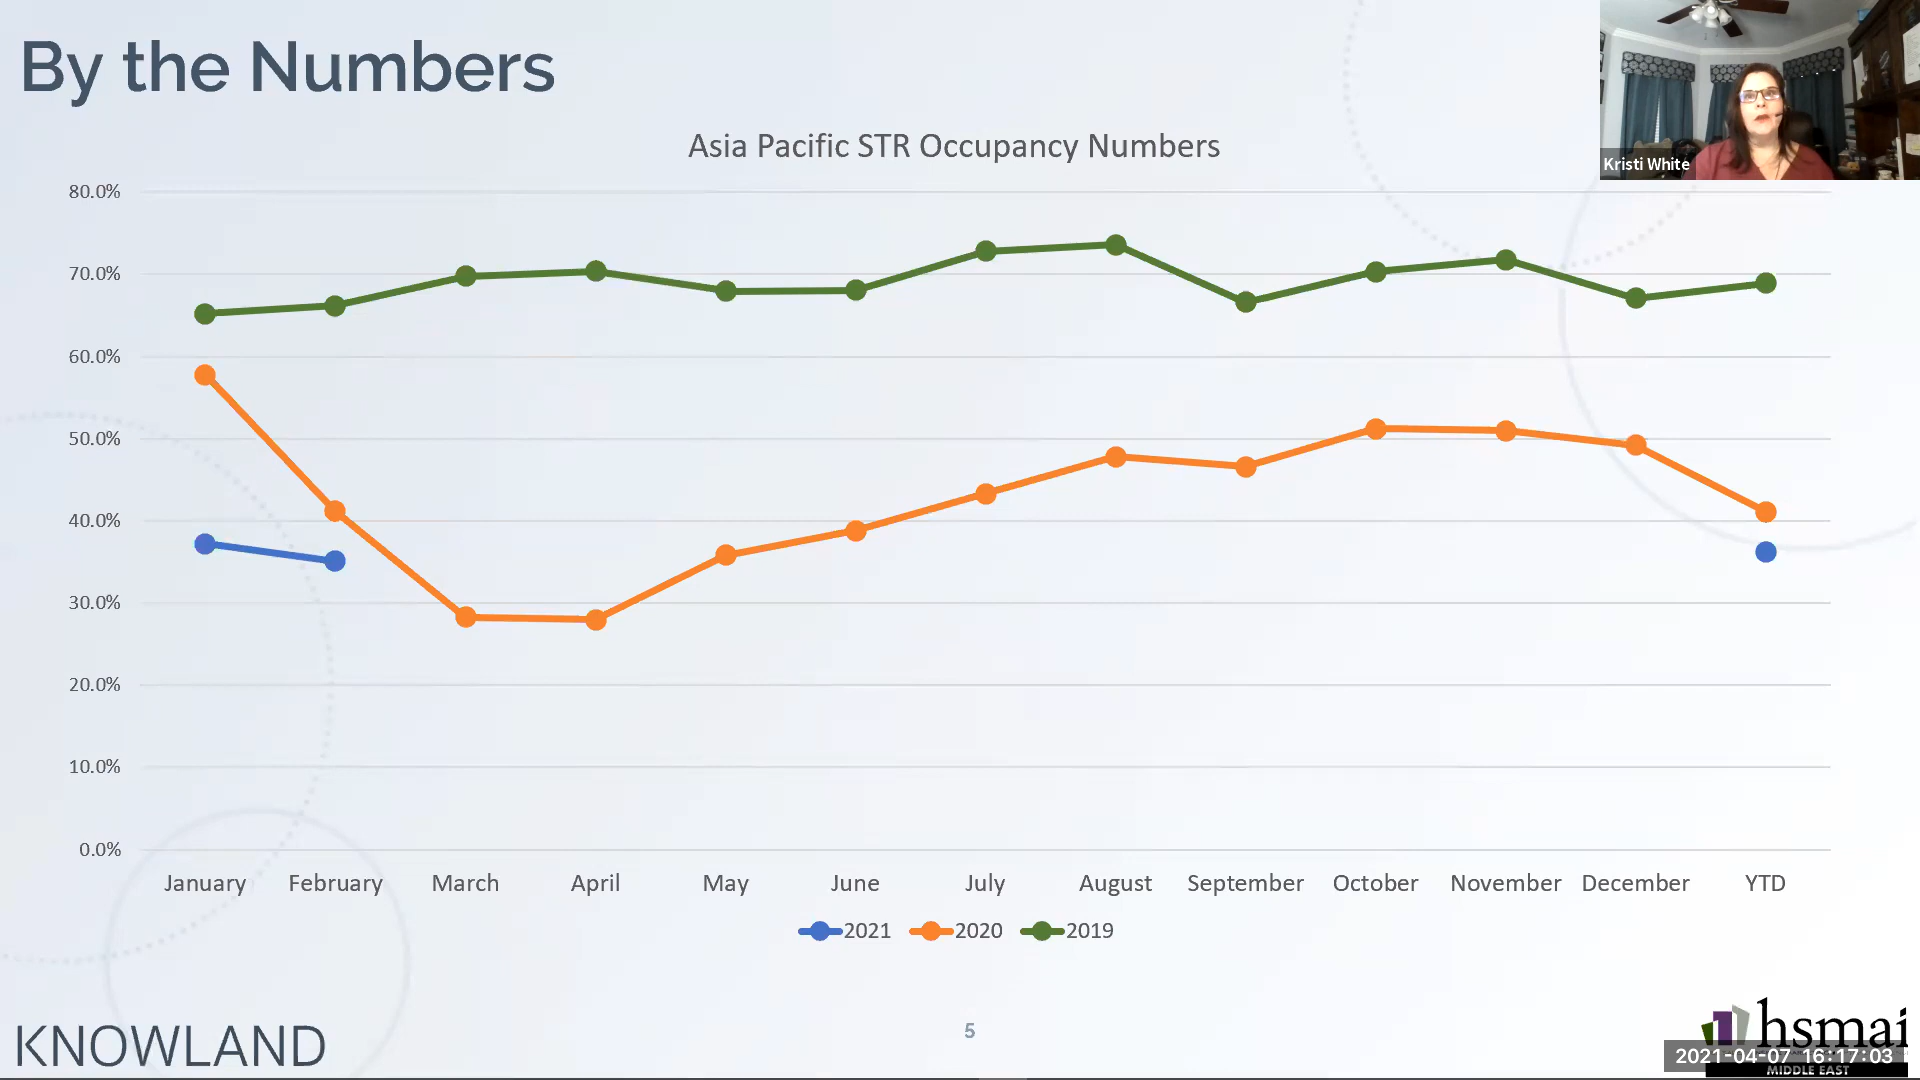 By the Numbers
Kristi White
Asia Pacific STR Occupancy Numbers
80.0%
70.0%
60.0%
50.0%
40.0%
30.0%
20.0%
10.0%
0.0%
January February March April May June July August September October November December YTD
2021 2020 2019
KNOWLAND
5
hsmai
2021-04-07 16:17:03
MIDDLE EAST